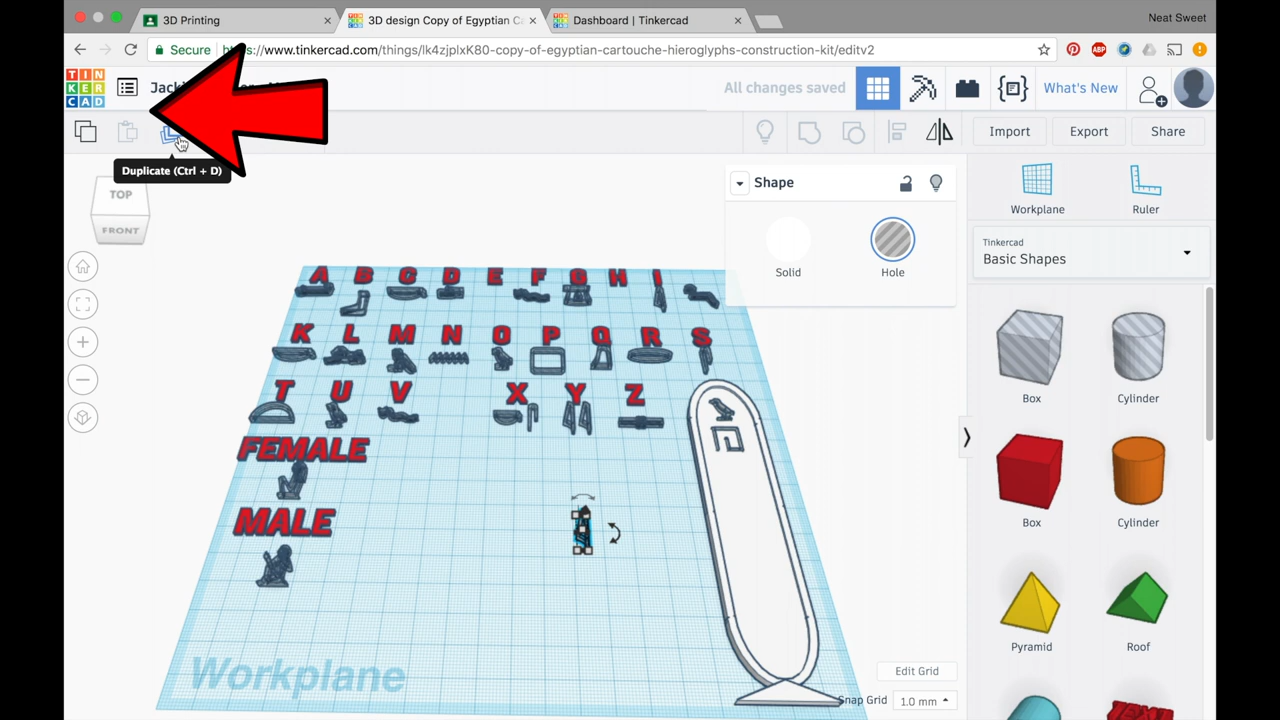 Neat Sweet
3D Printing
3D design Copy of Egyptian C
Dashboard | Tinkercad
Secure
https://www.tinkercad.com/things/lk4zjplxK80-copy-of-egyptian-cartouche-hieroglyphs-construction-kit/editv2
ABP
TIN
KER
CAD
All changes saved
What's New
Import
Export
Share
Duplicate (Ctrl + D)
TOP
FRONT
Shape
Solid
Hole
Workplane
Ruler
Tinkercad
Basic Shapes
A B C D E F G H I
K L M N O P Q R S
T U V X Y Z
FEMALE
MALE
Workplane
Box
Cylinder
Box
Cylinder
Pyramid
Roof
Edit Grid
Snap Grid
1.0 mm